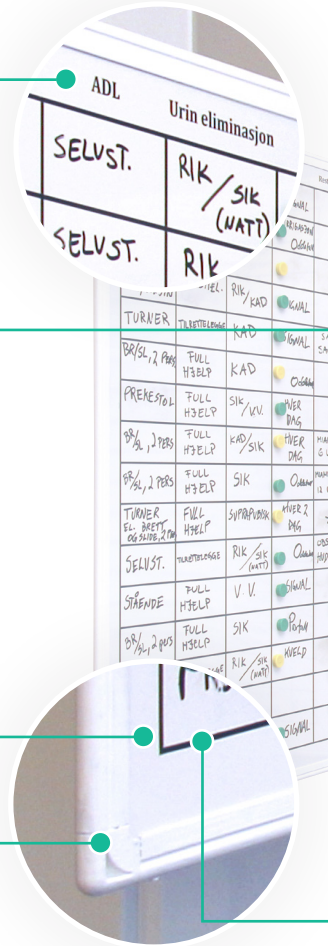 ADL
Urin eliminasjon
SELVST.
RIK/SIK
(NATT)
SELVST.
RIK
RIK/KAD
SIGNAL
TURNER
TILRETTELEGGE
KAD
SIGNAL
BR/SL, 2 PERS
FULL
HJELP
KAD
PREKESTOL
FULL
HJELP
SIK/V.V.
HVER
DAG
BR/SL, 2 PERS
FULL
HJELP
KAD/SIK
HVER
DAG
BR/SL, 2 PERS
FULL
HJELP
SIK
TURNER
EL. BRETT
OG SLIDE, 2 PERS
FULL
HJELP
SUPRAPUBISK
HVER 2
DAG
SELVST.
TILRETTELEGGE
RIK/SIK
(NATT)
STÅENDE
FULL
HJELP
V.V.
SIGNAL
BR/SL, 2 pers
FULL
HJELP
SIK
RIK/SIK
(NATT)
KVELD
SIGNAL